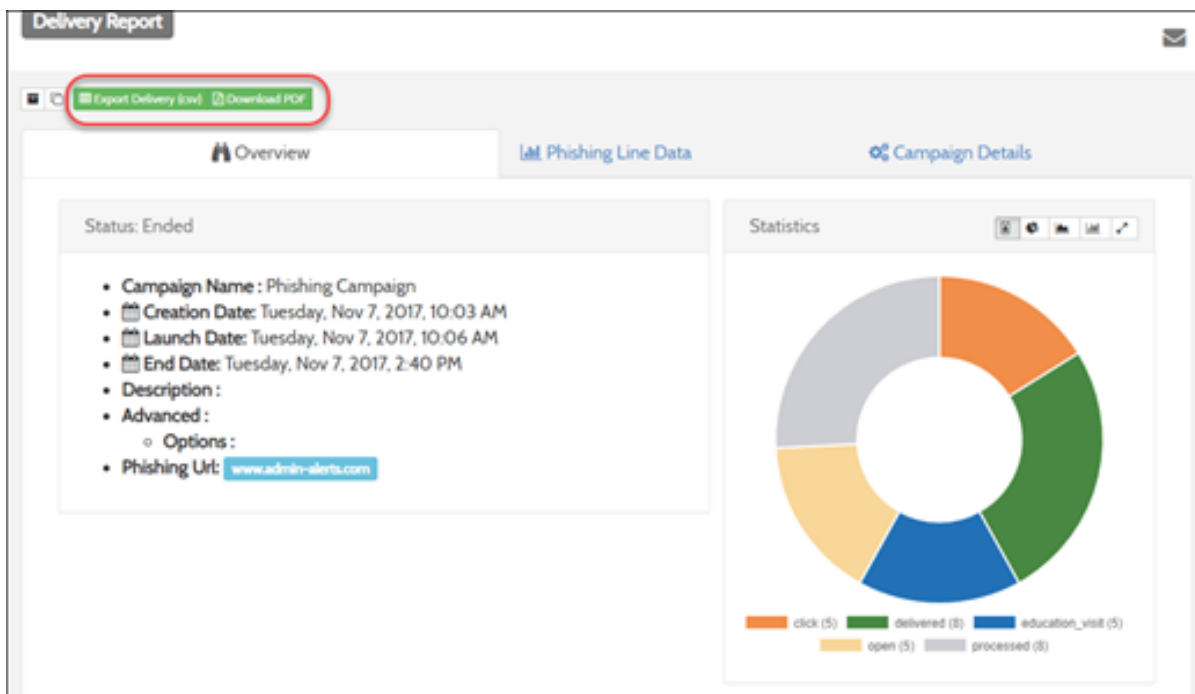 Delivery Report
Export Delivery (csv) Download PDF
Overview
Phishing Line Data
Campaign Details
Status: Ended
Campaign Name : Phishing Campaign
Creation Date: Tuesday, Nov 7, 2017, 10:03 AM
Launch Date: Tuesday, Nov 7, 2017, 10:06 AM
End Date: Tuesday, Nov 7, 2017, 2:40 PM
Description :
Advanced :
Options :
Phishing Url: www.admin-alerts.com
Statistics
click (5) delivered (8) education_visit (5)
open (5) processed (8)